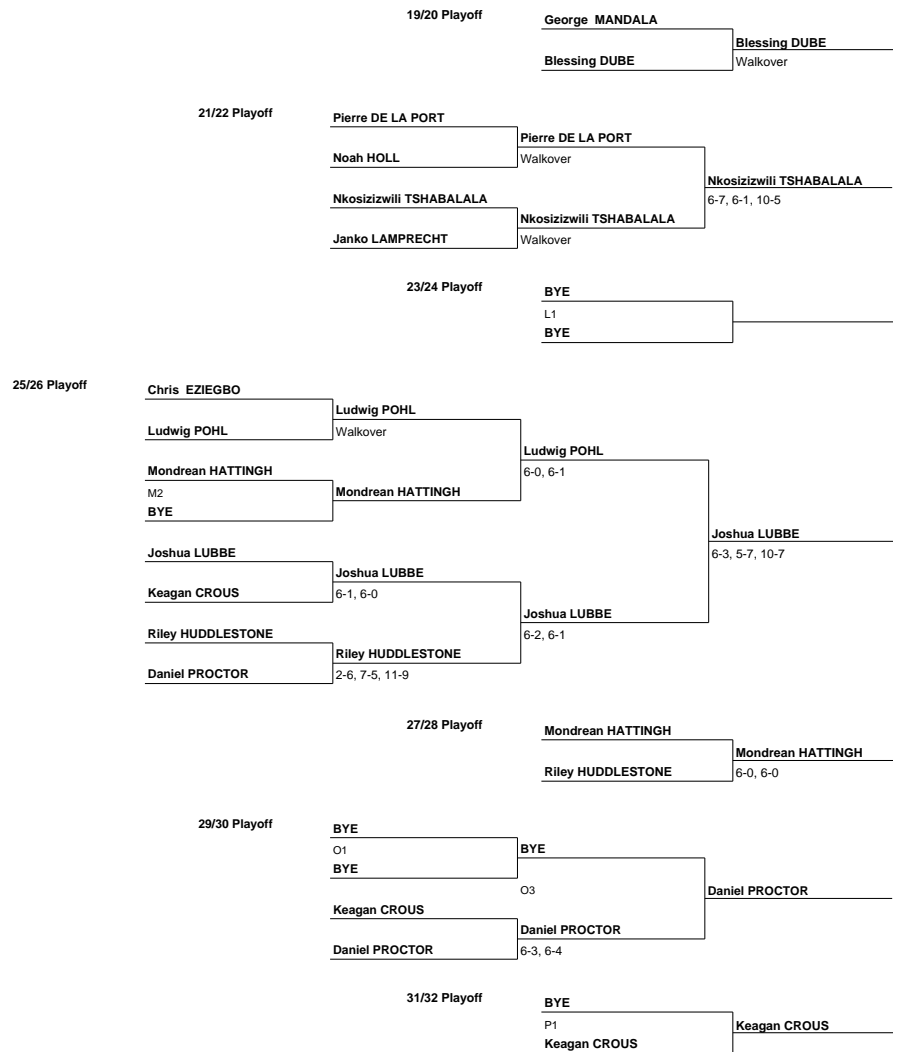 19/20 Playoff
George  MANDALA
Blessing DUBE
Blessing DUBE
Walkover
21/22 Playoff
Pierre DE LA PORT
Pierre DE LA PORT
Noah HOLL
Walkover
Nkosizizwili TSHABALALA
6-7, 6-1, 10-5
Nkosizizwili TSHABALALA
Nkosizizwili TSHABALALA
Janko LAMPRECHT
Walkover
23/24 Playoff
BYE
L1
BYE
25/26 Playoff
Chris  EZIEGBO
Ludwig POHL
Ludwig POHL
Walkover
Ludwig POHL
6-0, 6-1
Mondrean HATTINGH
M2
Mondrean HATTINGH
BYE
Joshua LUBBE
6-3, 5-7, 10-7
Joshua LUBBE
Joshua LUBBE
Keagan CROUS
6-1, 6-0
Joshua LUBBE
6-2, 6-1
Riley HUDDLESTONE
Riley HUDDLESTONE
Daniel PROCTOR
2-6, 7-5, 11-9
27/28 Playoff
Mondrean HATTINGH
Mondrean HATTINGH
Riley HUDDLESTONE
6-0, 6-0
29/30 Playoff
BYE
O1
BYE
BYE
O3
Daniel PROCTOR
Keagan CROUS
Daniel PROCTOR
Daniel PROCTOR
6-3, 6-4
31/32 Playoff
BYE
P1
Keagan CROUS
Keagan CROUS